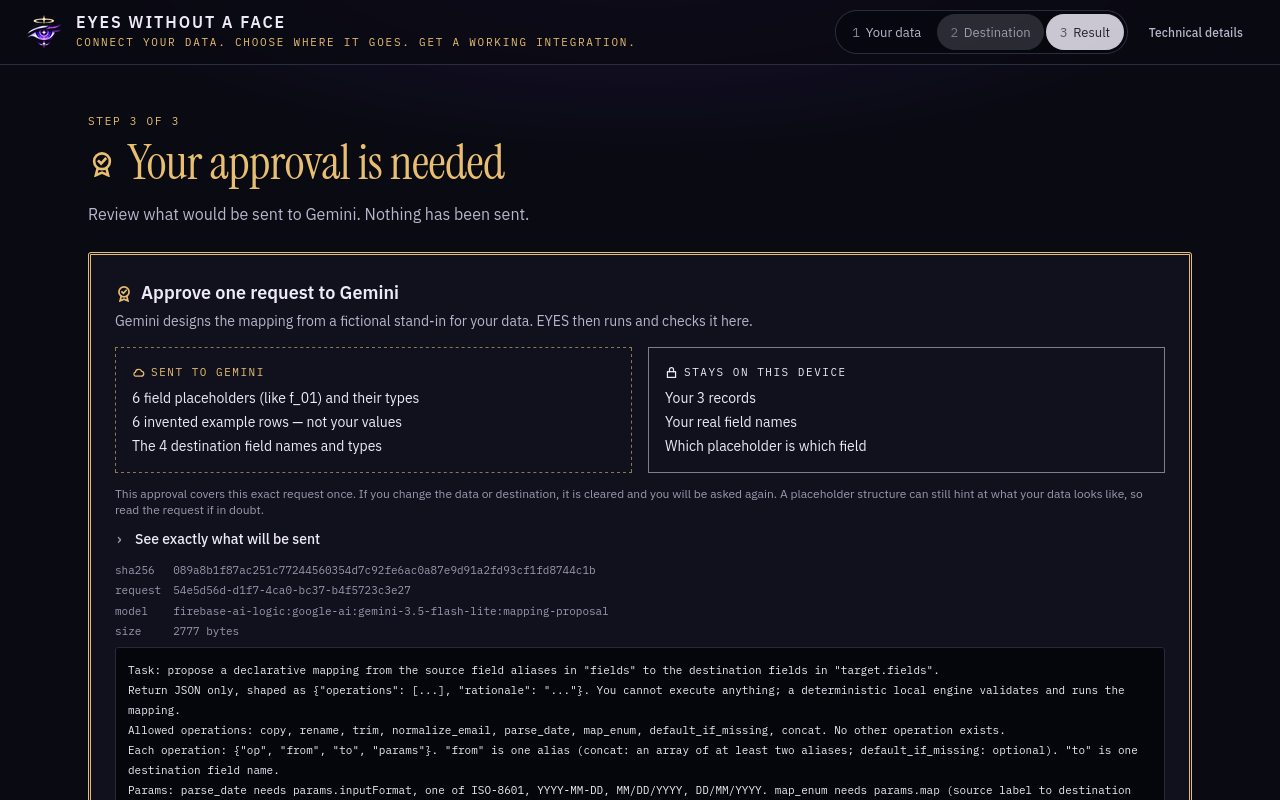 EYES WITHOUT A FACE
CONNECT YOUR DATA. CHOOSE WHERE IT GOES. GET A WORKING INTEGRATION.
1 Your data
2 Destination
3 Result
Technical details
STEP 3 OF 3
Your approval is needed
Review what would be sent to Gemini. Nothing has been sent.
Approve one request to Gemini
Gemini designs the mapping from a fictional stand-in for your data. EYES then runs and checks it here.
SENT TO GEMINI
6 field placeholders (like f_01) and their types
6 invented example rows — not your values
The 4 destination field names and types
STAYS ON THIS DEVICE
Your 3 records
Your real field names
Which placeholder is which field
This approval covers this exact request once. If you change the data or destination, it is cleared and you will be asked again. A placeholder structure can still hint at what your data looks like, so
read the request if in doubt.
› See exactly what will be sent
sha256 089a8b1f87ac251c77244560354d7c92fe6ac0a87e9d91a2fd93cf1fd8744c1b
request 54e5d56d-d1f7-4ca0-bc37-b4f5723c3e27
model firebase-ai-logic:google-ai:gemini-3.5-flash-lite:mapping-proposal
size 2777 bytes
Task: propose a declarative mapping from the source field aliases in "fields" to the destination fields in "target.fields".
Return JSON only, shaped as {"operations": [...], "rationale": "..."}. You cannot execute anything; a deterministic local engine validates and runs the
mapping.
Allowed operations: copy, rename, trim, normalize_email, parse_date, map_enum, default_if_missing, concat. No other operation exists.
Each operation: {"op", "from", "to", "params"}. "from" is one alias (concat: an array of at least two aliases; default_if_missing: optional). "to" is one
destination field name.
Params: parse_date needs params.inputFormat, one of ISO-8601, YYYY-MM-DD, MM/DD/YYYY, DD/MM/YYYY. map_enum needs params.map (source label to destination